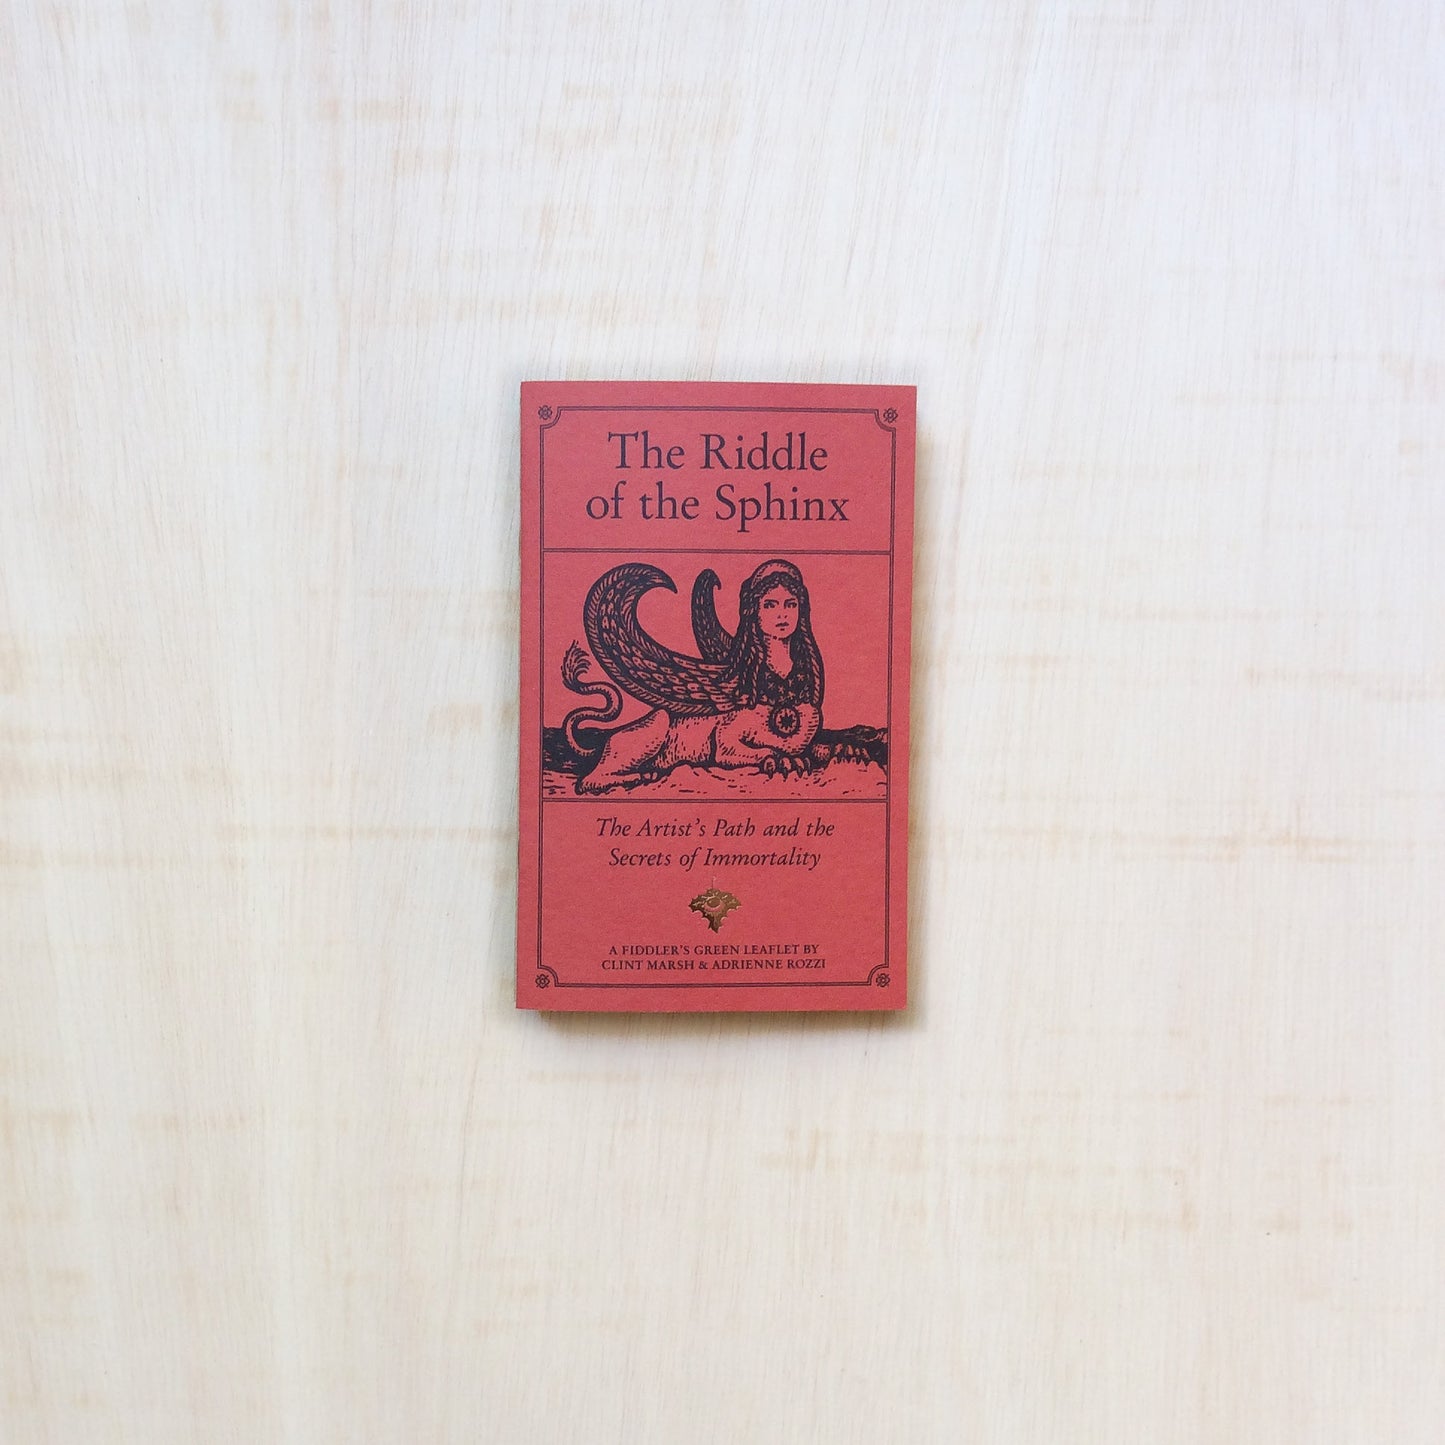 The Riddle
of the Sphinx
The Artist's Path and the
Secrets of Immortality
A FIDDLER'S GREEN LEAFLET BY
CLINT MARSH & ADRIENNE ROZZI